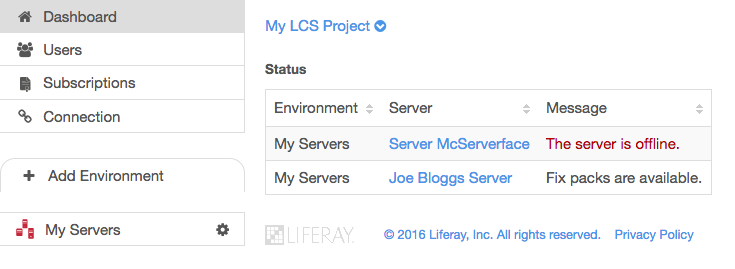 Dashboard
Users
Subscriptions
Connection
Add Environment
My Servers
My LCS Project
Status
Environment Server Message
My Servers Server McServerface The server is offline.
My Servers Joe Bloggs Server Fix packs are available.
LIFERAY. © 2016 Liferay, Inc. All rights reserved. Privacy Policy